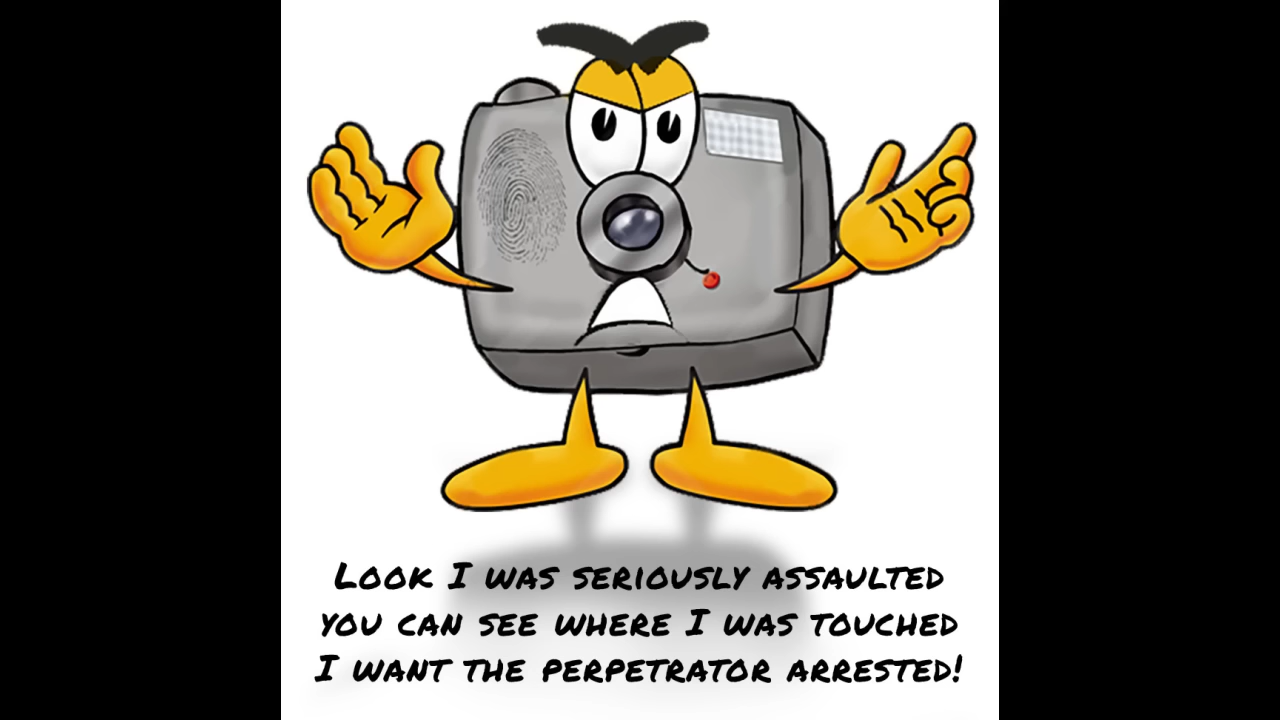 Look I was seriously assaulted
you can see where I was touched
I want the perpetrator arrested!